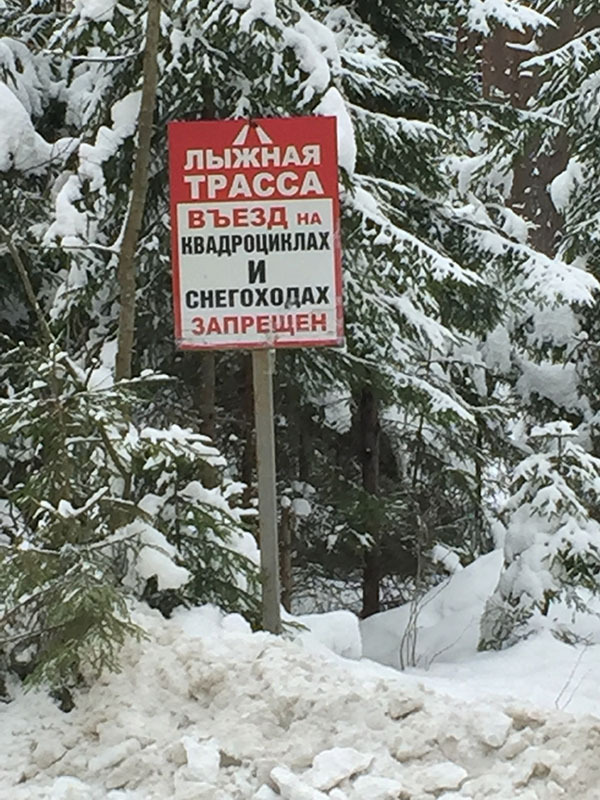 ЛЫЖНАЯ
ТРАССА
ВЪЕЗД НА
КВАДРОЦИКЛАХ
И
СНЕГОХОДАХ
ЗАПРЕЩЕН